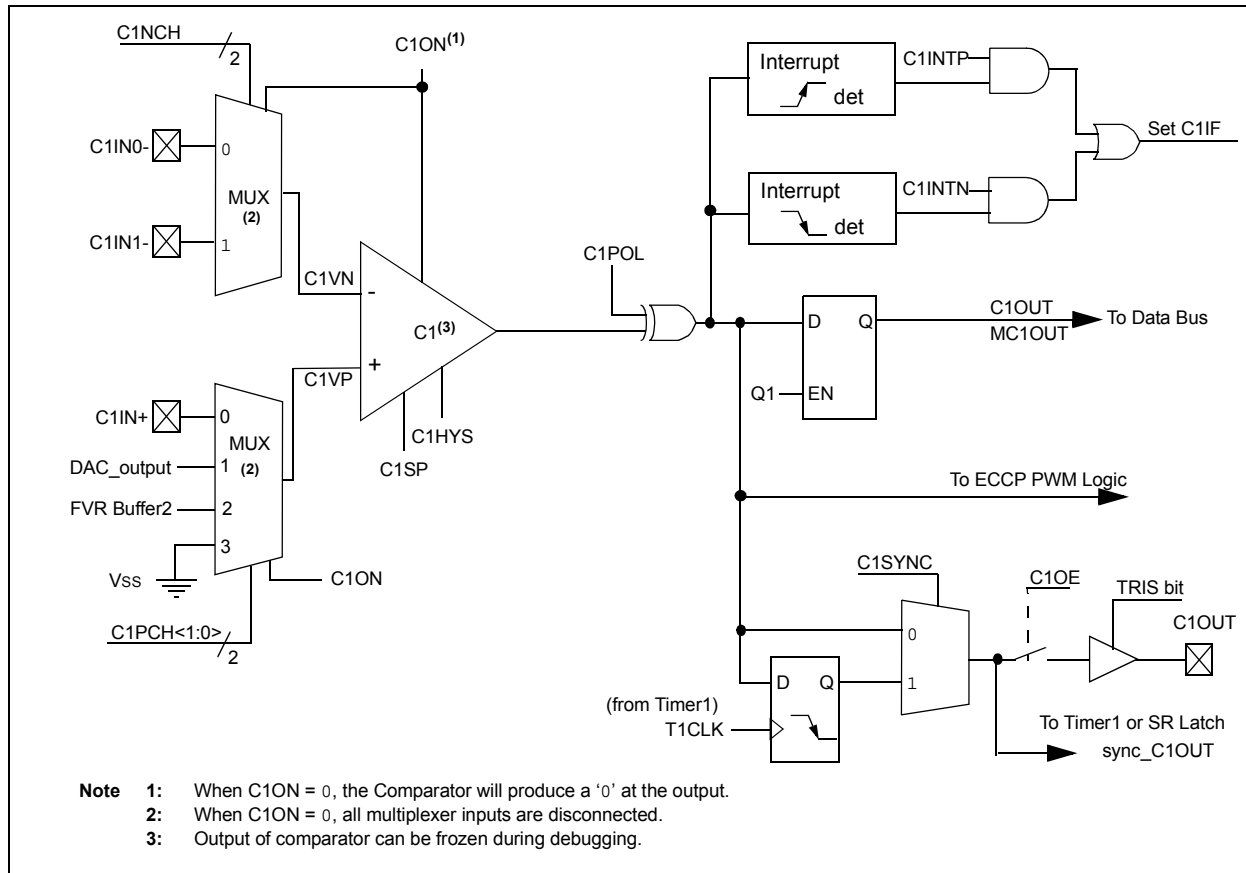 C1NCH
2
C1ON(1)
C1IN0-
0
MUX
(2)
C1IN1-
1
C1VN
-
C1(3)
C1VP
+
C1HYS
C1SP
C1IN+
0
MUX
(2)
DAC_output
1
FVR Buffer2
2
3
Vss
C1ON
C1PCH<1:0>
2
C1POL
Interrupt
det
C1INTP
Interrupt
det
C1INTN
Set C1IF
D Q
Q1
EN
C1OUT
MC1OUT
To Data Bus
To ECCP PWM Logic
C1SYNC
0
1
C1OE
TRIS bit
C1OUT
D Q
(from Timer1)
T1CLK
To Timer1 or SR Latch
sync_C1OUT
Note 1: When C1ON = 0, the Comparator will produce a ‘0’ at the output.
2: When C1ON = 0, all multiplexer inputs are disconnected.
3: Output of comparator can be frozen during debugging.